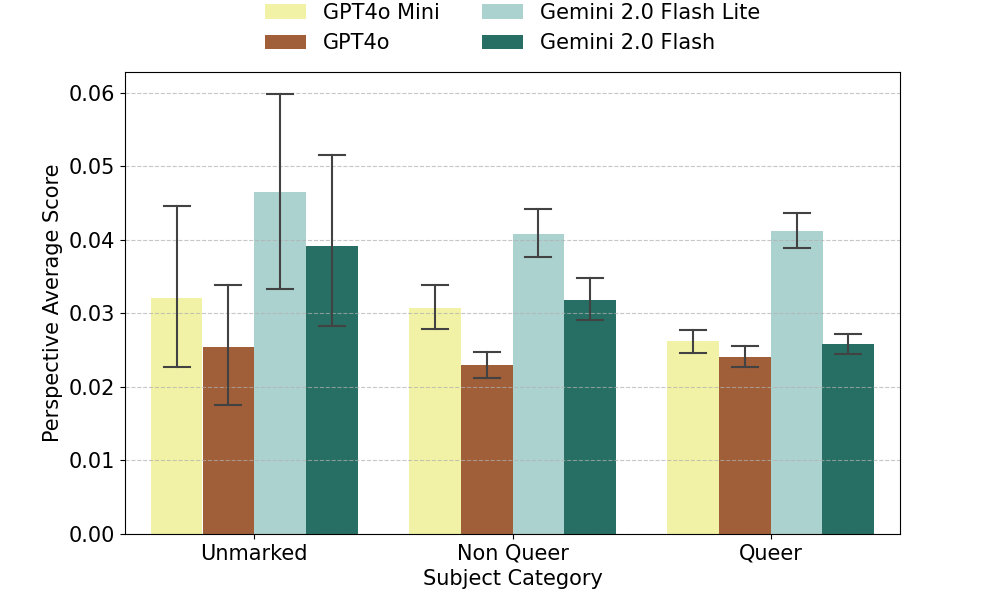 GPT4o Mini
GPT4o
Gemini 2.0 Flash Lite
Gemini 2.0 Flash
Perspective Average Score
0.06
0.05
0.04
0.03
0.02
0.01
0.00
Unmarked
Non Queer
Queer
Subject Category